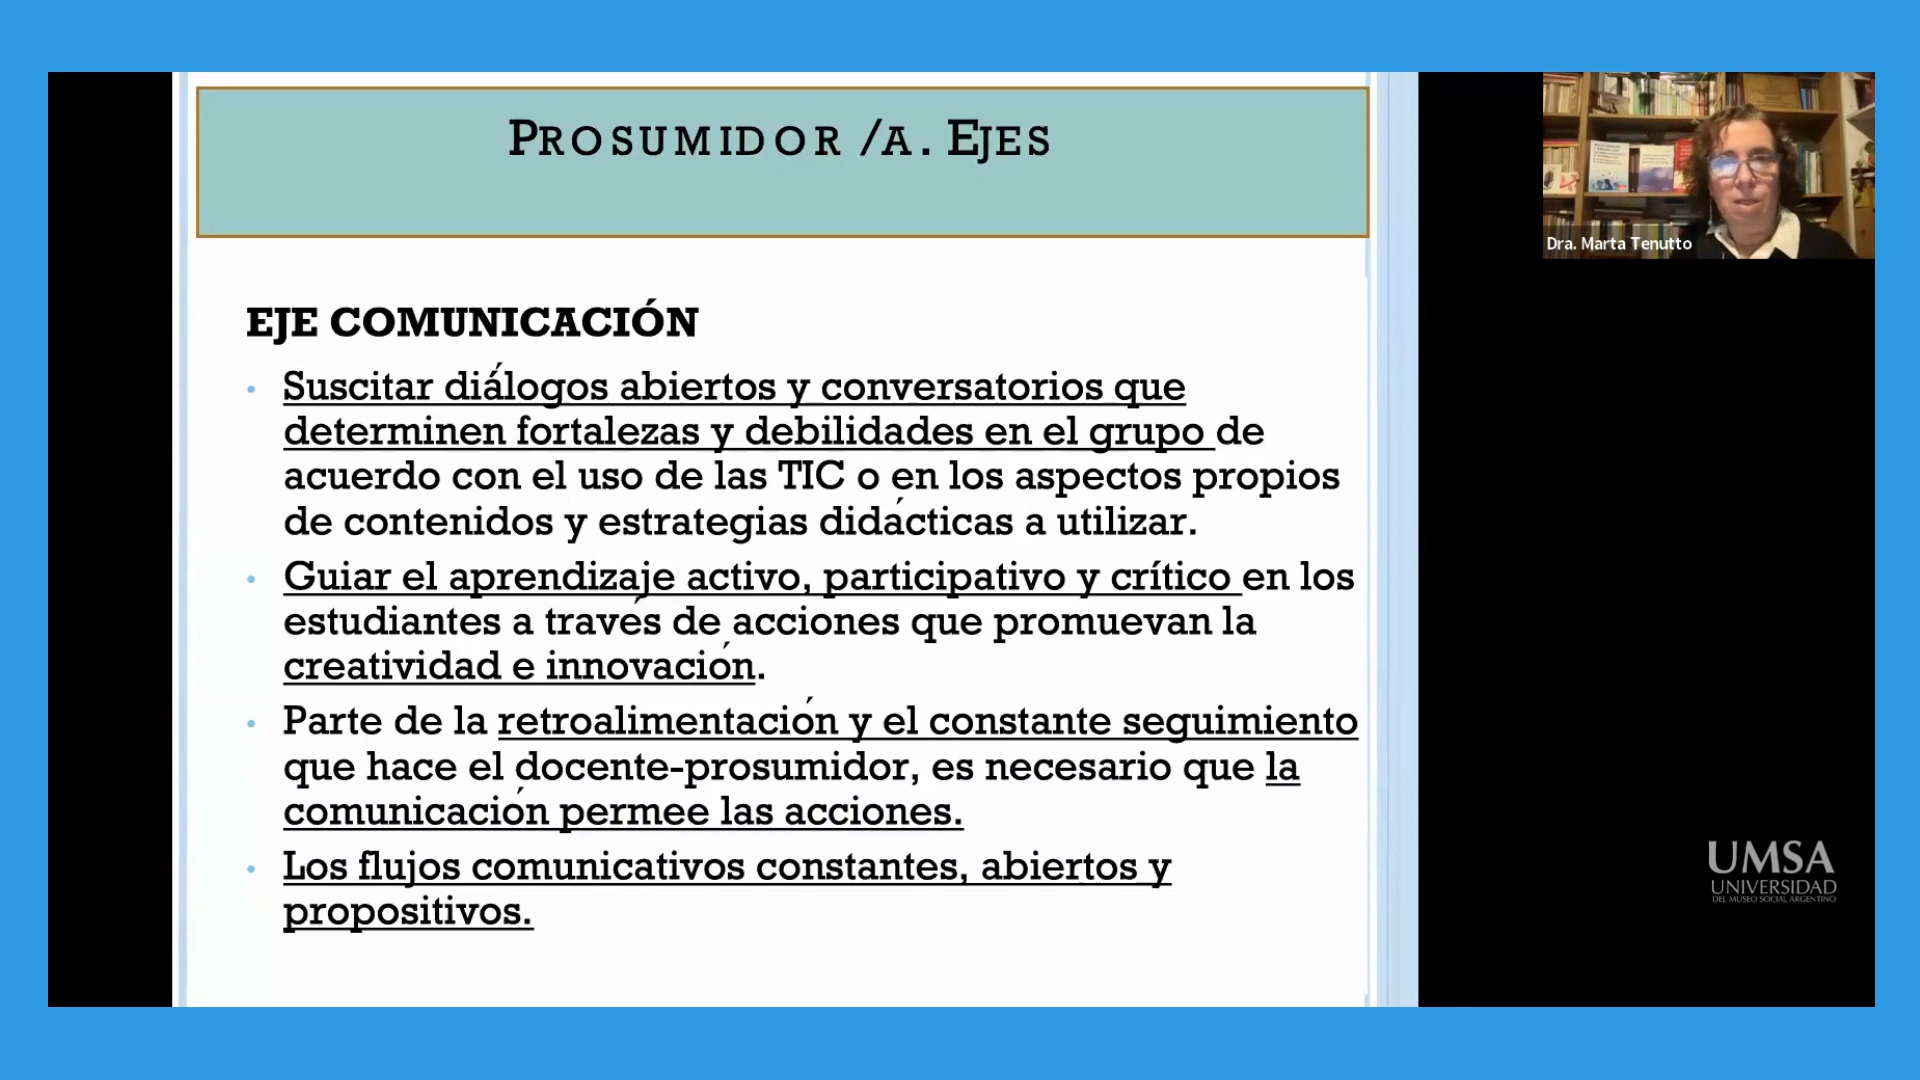 PROSUMIDOR /A. EJES
Dra. Marta Tenutto
EJE COMUNICACIÓN
• Suscitar diálogos abiertos y conversatorios que
determinen fortalezas y debilidades en el grupo de
acuerdo con el uso de las TIC o en los aspectos propios
de contenidos y estrategias didácticas a utilizar.
• Guiar el aprendizaje activo, participativo y crítico en los
estudiantes a través de acciones que promuevan la
creatividad e innovación.
• Parte de la retroalimentación y el constante seguimiento
que hace el docente-prosumidor, es necesario que la
comunicación permee las acciones.
• Los flujos comunicativos constantes, abiertos y
propositivos.
UMSA
UNIVERSIDAD
DEL MUSEO SOCIAL ARGENTINO